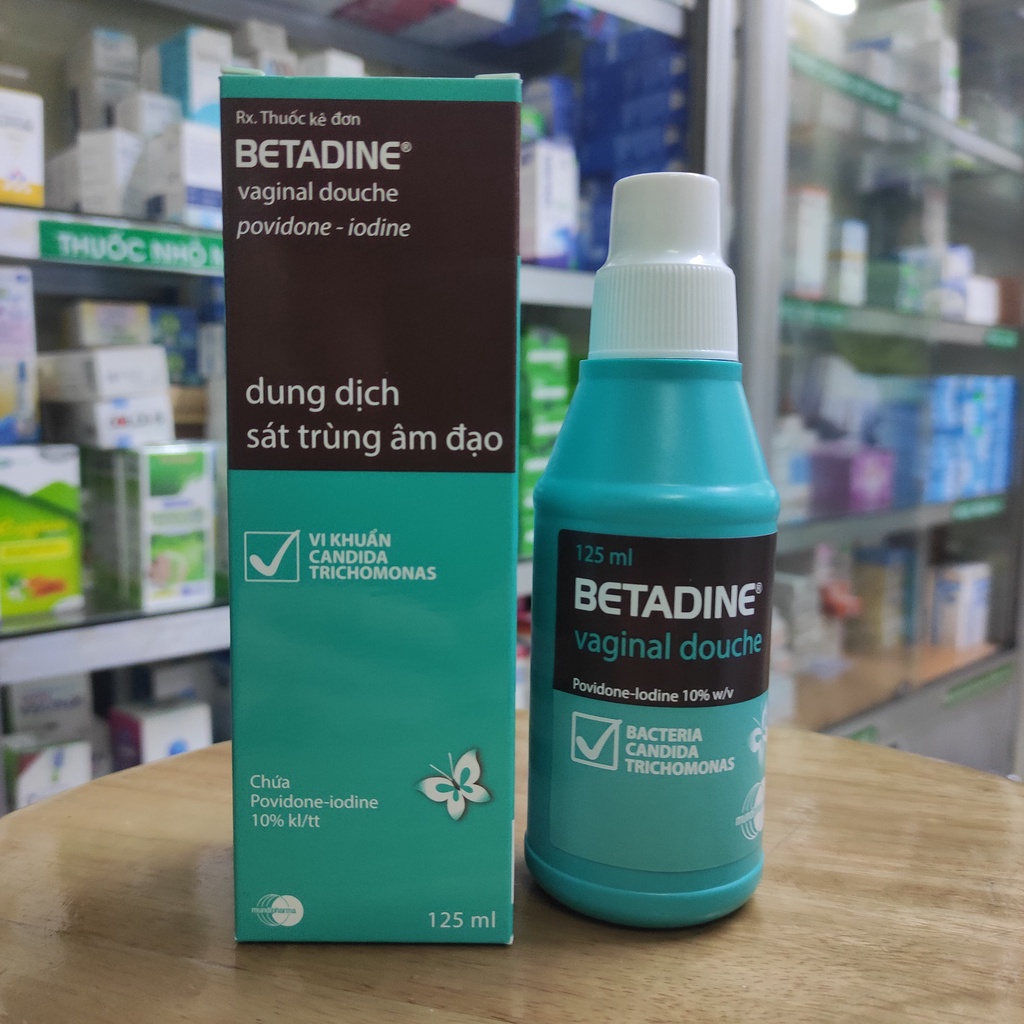 Rx. Thuốc kê đơn
BETADINE®
vaginal douche
povidone - iodine
dung dịch
sát trùng âm đạo
VI KHUẨN
CANDIDA
TRICHOMONAS
Chứa
Povidone-iodine
10% kl/tt
mundipharma
125 ml
125 ml
BETADINE®
vaginal douche
Povidone-Iodine 10% w/v
BACTERIA
CANDIDA
TRICHOMONAS
THUỐC NHỎ